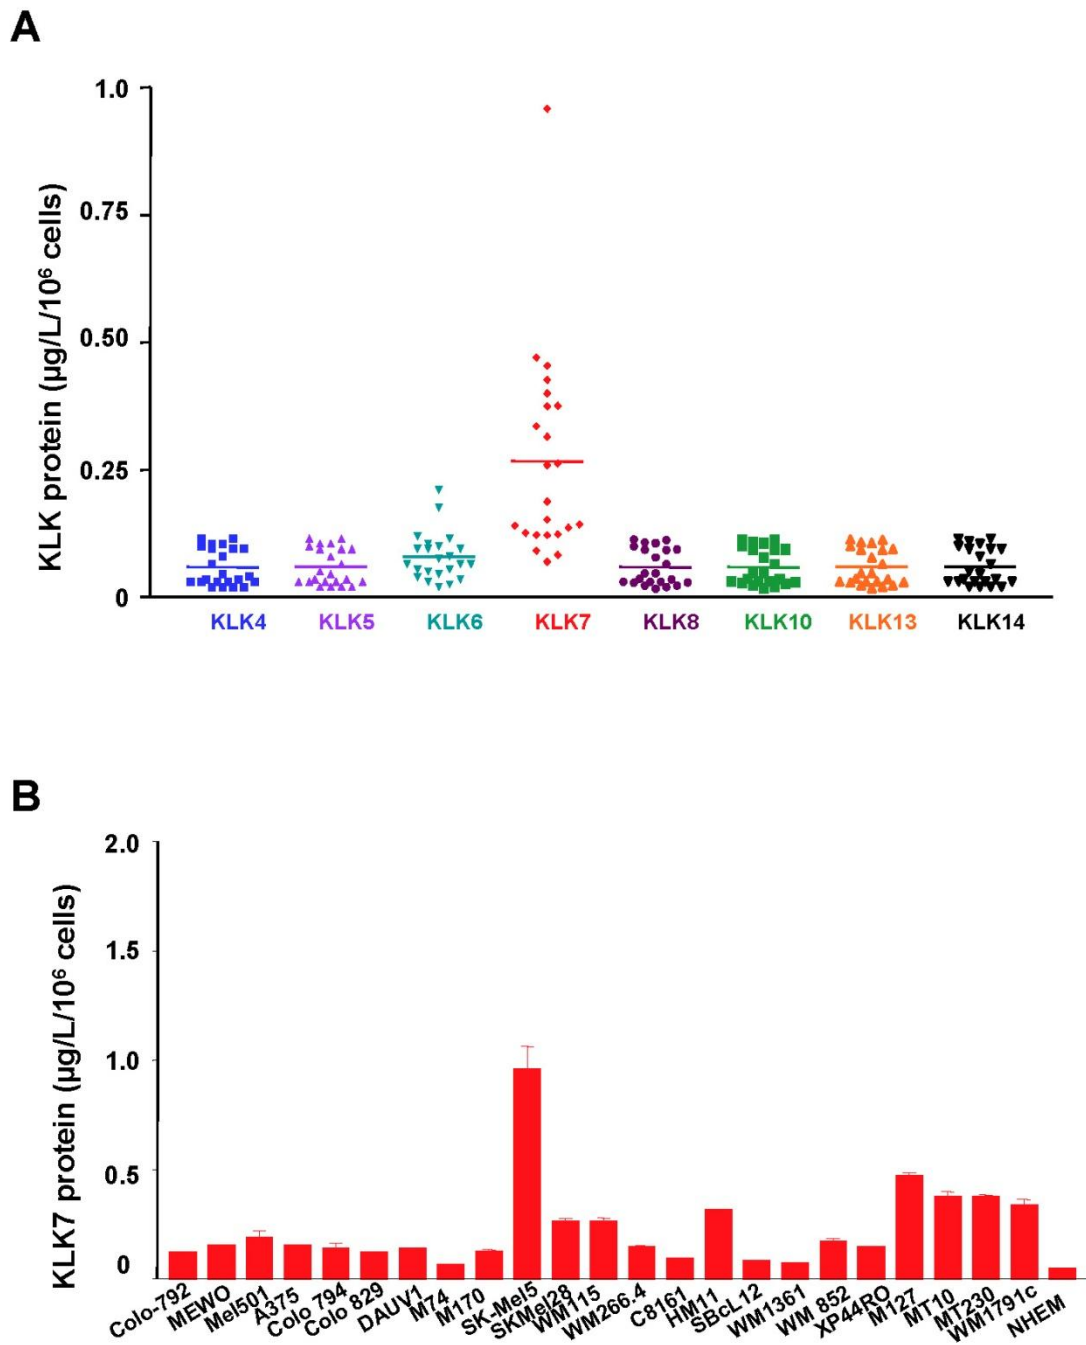 A
KLK protein (µg/L/10⁶ cells)
1.0
0.75
0.50
0.25
0
KLK4 KLK5 KLK6 KLK7 KLK8 KLK10 KLK13 KLK14
B
KLK7 protein (µg/L/10⁶ cells)
2.0
1.5
1.0
0.5
0
Colo-792
MEWO
Mel501
A375
Colo 794
Colo 829
DAUV1
M74
M170
SK-Mel5
SKMel28
WM115
WM266.4
C8161
HM11
SBcL12
WM1361
WM 852
XP44RO
M127
MT10
MT230
WM1791c
NHEM